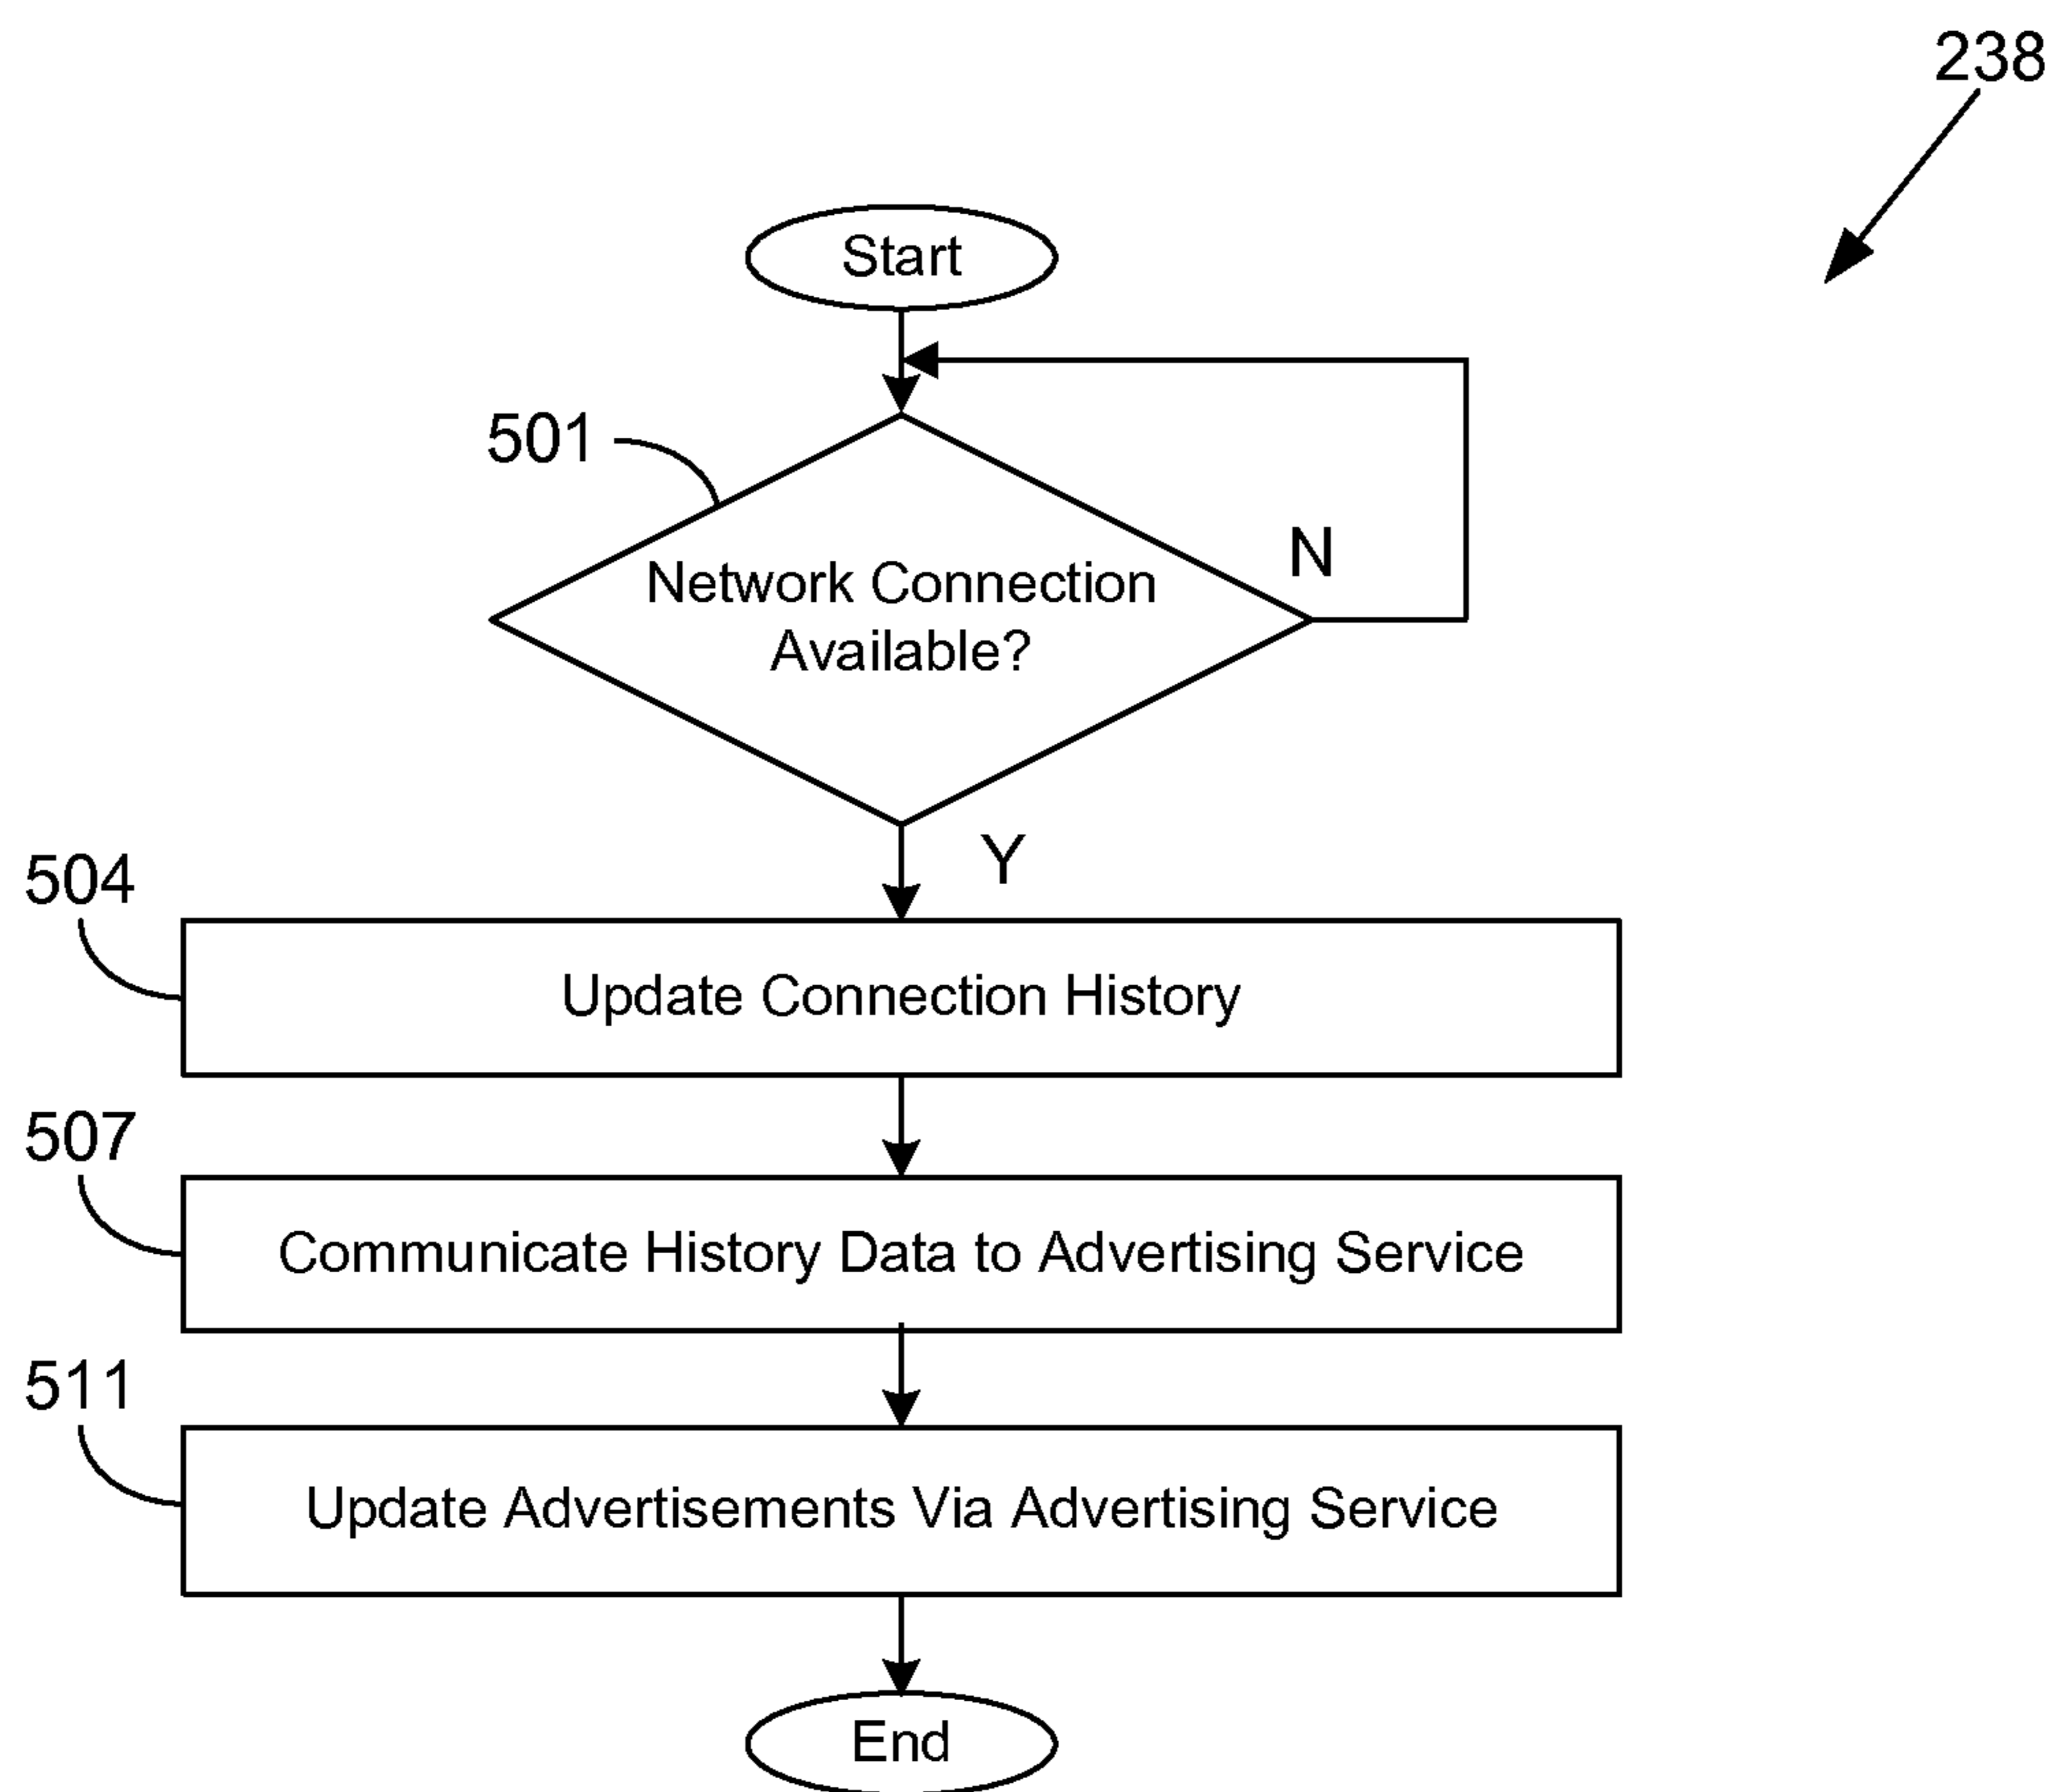 238
Start
501
N
Network Connection
Available?
Y
504
Update Connection History
507
Communicate History Data to Advertising Service
511
Update Advertisements Via Advertising Service
End